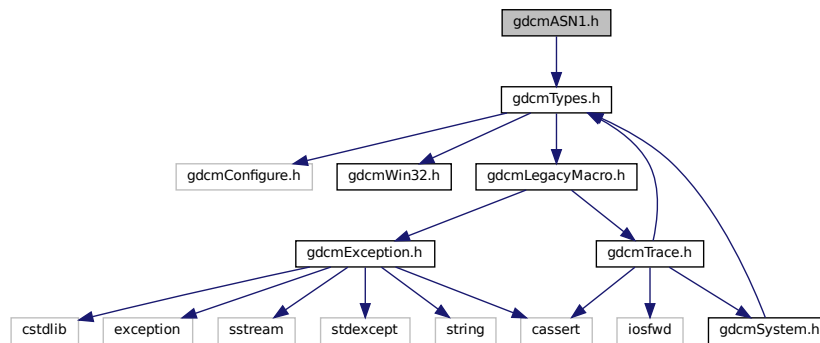 gdcmASN1.h
gdcmTypes.h
gdcmConfigure.h
gdcmWin32.h
gdcmLegacyMacro.h
gdcmException.h
gdcmTrace.h
cstdlib
exception
sstream
stdexcept
string
cassert
iosfwd
gdcmSystem.h